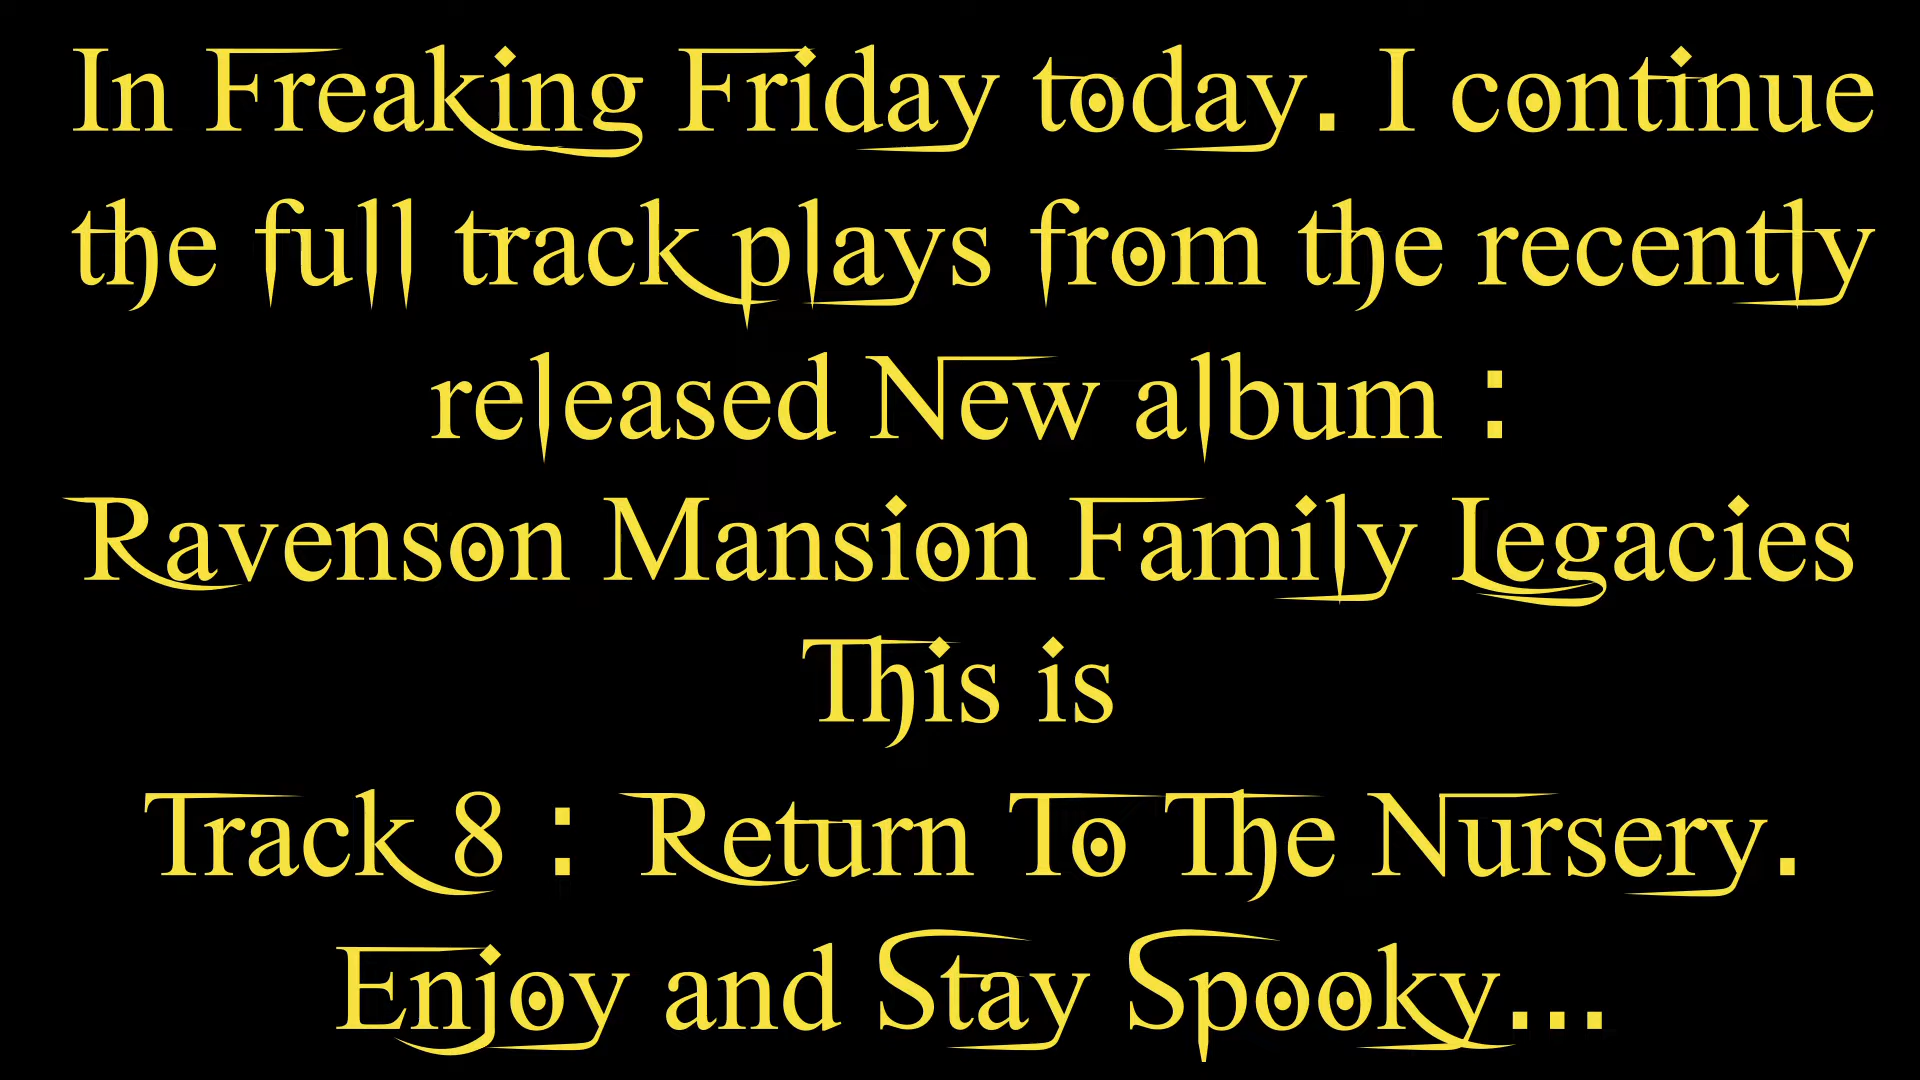 In Freaking Friday today. I continue
the full track plays from the recently
released New album :
Ravenson Mansion Family Legacies
This is
Track 8 : Return To The Nursery.
Enjoy and Stay Spooky...